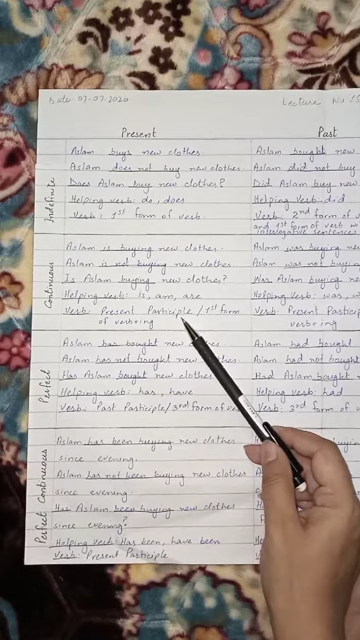 Date 07-07-2020
Lecture No 15
Present Past
Indefinite
Aslam buys new clothes.
Aslam does not buy new clothes.
Does Aslam buy new clothes?
Helping verb: do, does
Verb: 1st form of verb.
Aslam bought new
Aslam did not buy
Did Aslam buy new
Helping verb: did
Verb: 2nd form of
and 1st form of verb
interrogative sentences
Continuous
Aslam is buying new clothes.
Aslam is not buying new clothes.
Is Aslam buying new clothes?
Helping verb: Is, am, are
Verb: Present Participle / 1st form
of verb+ing
Aslam was buying new
Aslam was not buying
Was Aslam buying new
Helping verb: was,
Verb: Present
verb+ing
Perfect
Aslam has bought new clothes
Aslam has not bought new clothes.
Has Aslam bought new clothes?
Helping verb: has, have
Verb: Past Participle/3rd form of
Aslam had bought
Aslam had not bought
Had Aslam bought
Helping verb: had
Verb: 3rd form of
Perfect Continuous
Aslam has been buying new clothes
since evening.
Aslam has not been buying new clothes
since evening.
Has Aslam been buying new clothes
since evening?
Helping verb: Has been, have been
Verb: Present Participle